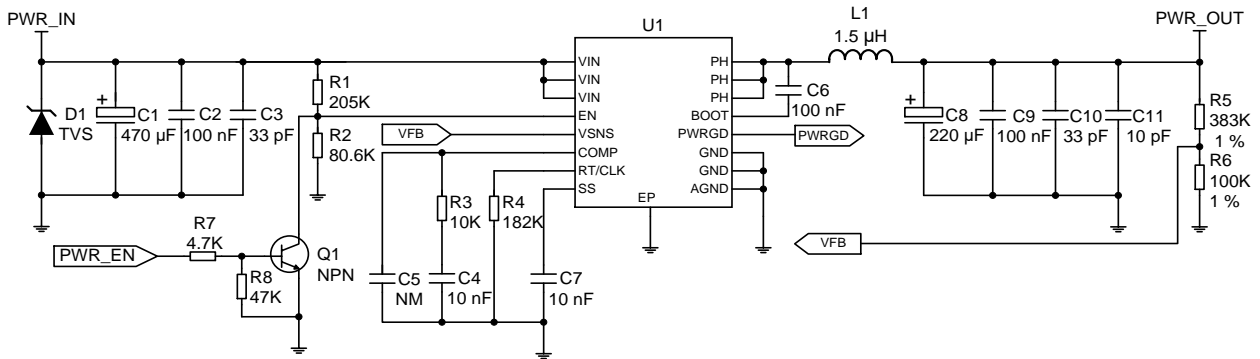 PWR_IN
U1
L1
1.5 µH
PWR_OUT
D1
TVS
C1
470 µF
C2
100 nF
C3
33 pF
R1
205K
R2
80.6K
VFB
VIN
VIN
VIN
EN
VSNS
COMP
RT/CLK
SS
EP
PH
PH
PH
BOOT
PWRGD
GND
GND
AGND
C6
100 nF
PWRGD
C8
220 µF
C9
100 nF
C10
33 pF
C11
10 pF
R5
383K
1 %
R6
100K
1 %
VFB
R3
10K
R4
182K
PWR_EN
R7
4.7K
R8
47K
Q1
NPN
C5
NM
C4
10 nF
C7
10 nF
+
+